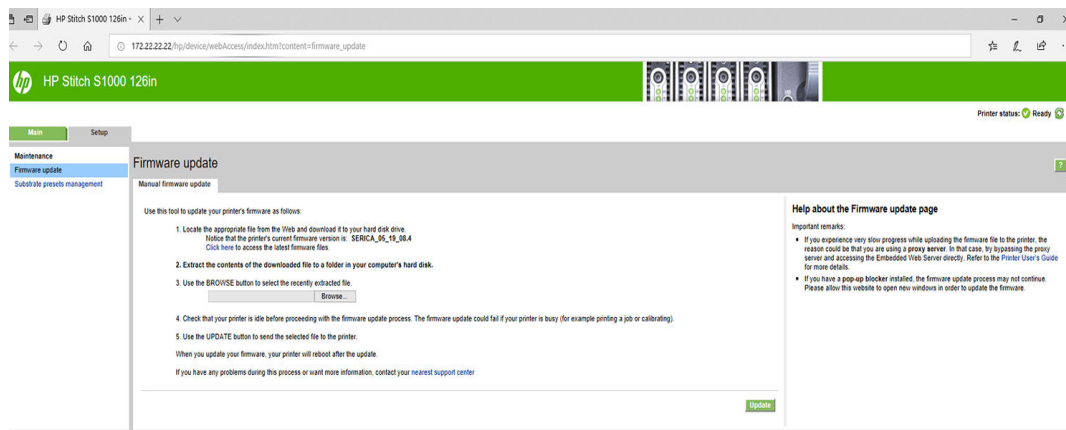 HP Stitch S1000 126in -
172.22.22.22/hp/device/webAccess/index.htm?content=firmware_update
hp
HP Stitch S1000 126in
Printer status: Ready
Main
Setup
Maintenance
Firmware update
Substrate presets management
Firmware update
?
Manual firmware update
Use this tool to update your printer's firmware as follows:
1. Locate the appropriate file from the Web and download it to your hard disk drive.
Notice that the printer's current firmware version is: SERICA_05_19_08.4
Click here to access the latest firmware files.
2. Extract the contents of the downloaded file to a folder in your computer's hard disk.
3. Use the BROWSE button to select the recently extracted file.
Browse...
4. Check that your printer is idle before proceeding with the firmware update process. The firmware update could fail if your printer is busy (for example printing a job or calibrating).
5. Use the UPDATE button to send the selected file to the printer.
When you update your firmware, your printer will reboot after the update.
If you have any problems during this process or want more information, contact your nearest support center
Update
Help about the Firmware update page
Important remarks:
• If you experience very slow progress while uploading the firmware file to the printer, the
reason could be that you are using a proxy server. In that case, try bypassing the proxy
server and accessing the Embedded Web Server directly. Refer to the Printer User's Guide
for more details.
• If you have a pop-up blocker installed, the firmware update process may not continue.
Please allow this website to open new windows in order to update the firmware.